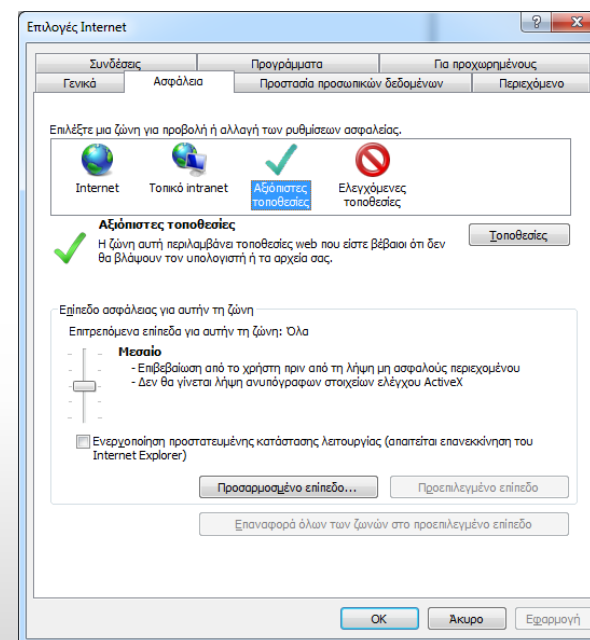 Επιλογές Internet
Συνδέσεις Προγράμματα Για προχωρημένους
Γενικά Ασφάλεια Προστασία προσωπικών δεδομένων Περιεχόμενο
Επιλέξτε μια ζώνη για προβολή ή αλλαγή των ρυθμίσεων ασφαλείας.
Internet Τοπικό intranet Αξιόπιστες τοποθεσίες Ελεγχόμενες τοποθεσίες
Αξιόπιστες τοποθεσίες
Η ζώνη αυτή περιλαμβάνει τοποθεσίες web που είστε βέβαιοι ότι δεν
θα βλάψουν τον υπολογιστή ή τα αρχεία σας.
Τοποθεσίες
Επίπεδο ασφάλειας για αυτήν τη ζώνη
Επιτρεπόμενα επίπεδα για αυτήν τη ζώνη: Όλα
Μεσαίο
- Επιβεβαίωση από το χρήστη πριν από τη λήψη μη ασφαλούς περιεχομένου
- Δεν θα γίνεται λήψη ανυπόγραφων στοιχείων ελέγχου ActiveX
Ενεργοποίηση προστατευμένης κατάστασης λειτουργίας (απαιτείται επανεκκίνηση του
Internet Explorer)
Προσαρμοσμένο επίπεδο... Προεπιλεγμένο επίπεδο
Επαναφορά όλων των ζωνών στο προεπιλεγμένο επίπεδο
OK Άκυρο Εφαρμογή